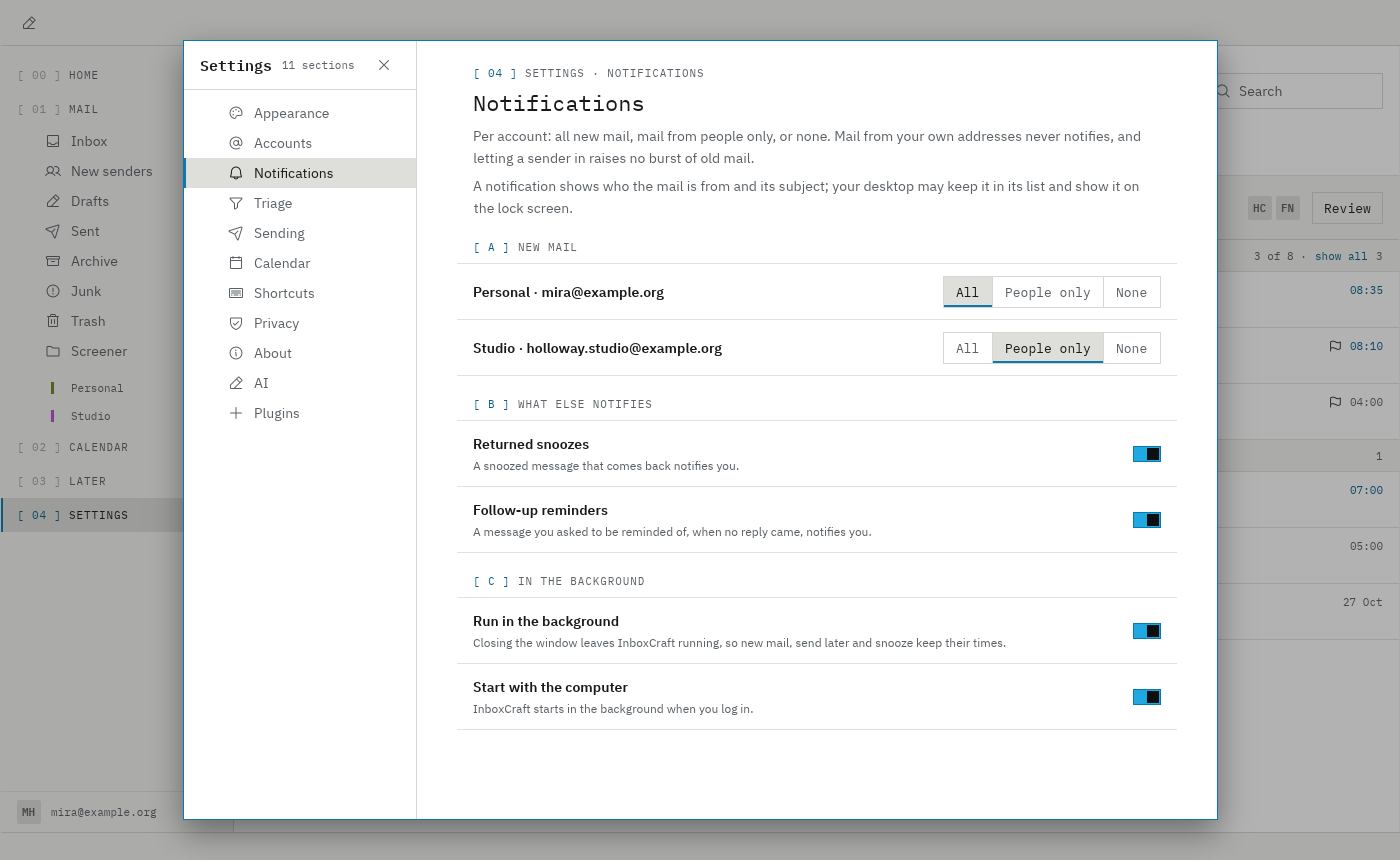 [ 00 ] HOME
[ 01 ] MAIL
Inbox
New senders
Drafts
Sent
Archive
Junk
Trash
Screener
Personal
Studio
[ 02 ] CALENDAR
[ 03 ] LATER
[ 04 ] SETTINGS
MH mira@example.org
Settings 11 sections
Appearance
Accounts
Notifications
Triage
Sending
Calendar
Shortcuts
Privacy
About
AI
Plugins
[ 04 ] SETTINGS · NOTIFICATIONS
Notifications
Per account: all new mail, mail from people only, or none. Mail from your own addresses never notifies, and
letting a sender in raises no burst of old mail.
A notification shows who the mail is from and its subject; your desktop may keep it in its list and show it on
the lock screen.
[ A ] NEW MAIL
Personal · mira@example.org All People only None
Studio · holloway.studio@example.org All People only None
[ B ] WHAT ELSE NOTIFIES
Returned snoozes
A snoozed message that comes back notifies you.
Follow-up reminders
A message you asked to be reminded of, when no reply came, notifies you.
[ C ] IN THE BACKGROUND
Run in the background
Closing the window leaves InboxCraft running, so new mail, send later and snooze keep their times.
Start with the computer
InboxCraft starts in the background when you log in.
Search
HC FN Review
3 of 8 · show all 3
08:35
08:10
04:00
1
07:00
05:00
27 Oct